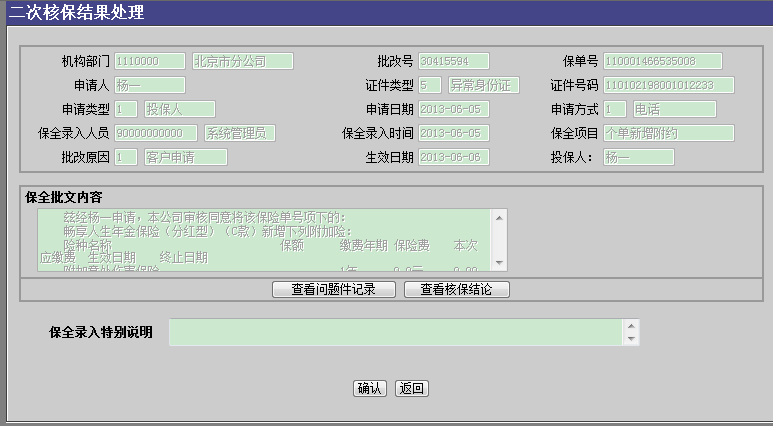 二次核保结果处理
机构部门 1110000 北京市分公司 批改号 30415594 保单号 110001466535008
申请人 杨一 证件类型 5 异常身份证 证件号码 110102198001012233
申请类型 1 投保人 申请日期 2013-06-05 申请方式 1 电话
保全录入人员 90000000000 系统管理员 保全录入时间 2013-06-05 保全项目 个单新增附约
批改原因 1 客户申请 生效日期 2013-06-06 投保人： 杨一
保全批文内容
兹经杨一申请，本公司审核同意将该保险单号项下的：
畅享人生年金保险（分红型）（C款）新增下列附加险：
险种名称 保额 缴费年期 保险费 本次
应缴费 生效日期 终止日期
附加意外伤害保险 1年 0.0元 0.00
查看问题件记录 查看核保结论
保全录入特别说明
确认 返回